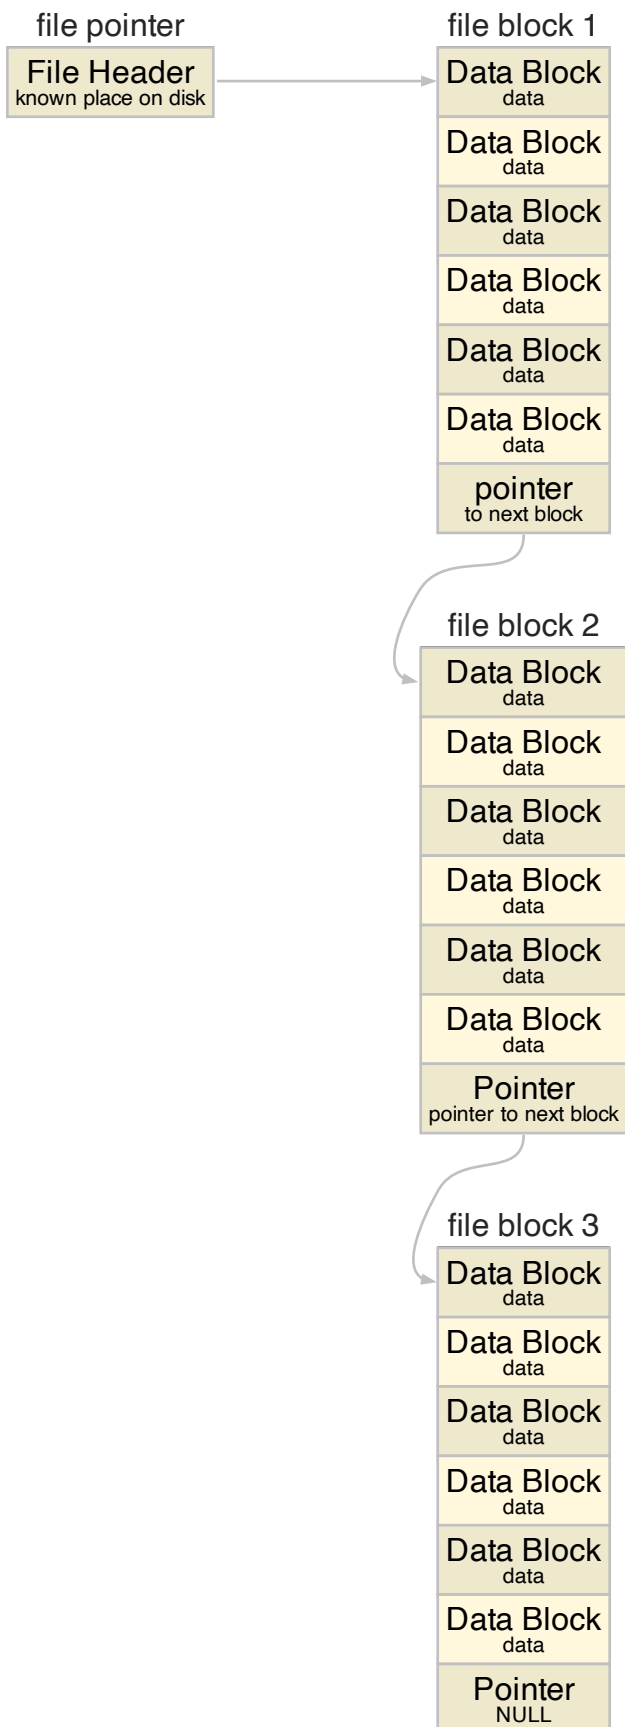 file pointer
File Header
known place on disk
file block 1
Data Block
data
Data Block
data
Data Block
data
Data Block
data
Data Block
data
Data Block
data
pointer
to next block
file block 2
Data Block
data
Data Block
data
Data Block
data
Data Block
data
Data Block
data
Data Block
data
Pointer
pointer to next block
file block 3
Data Block
data
Data Block
data
Data Block
data
Data Block
data
Data Block
data
Data Block
data
Pointer
NULL